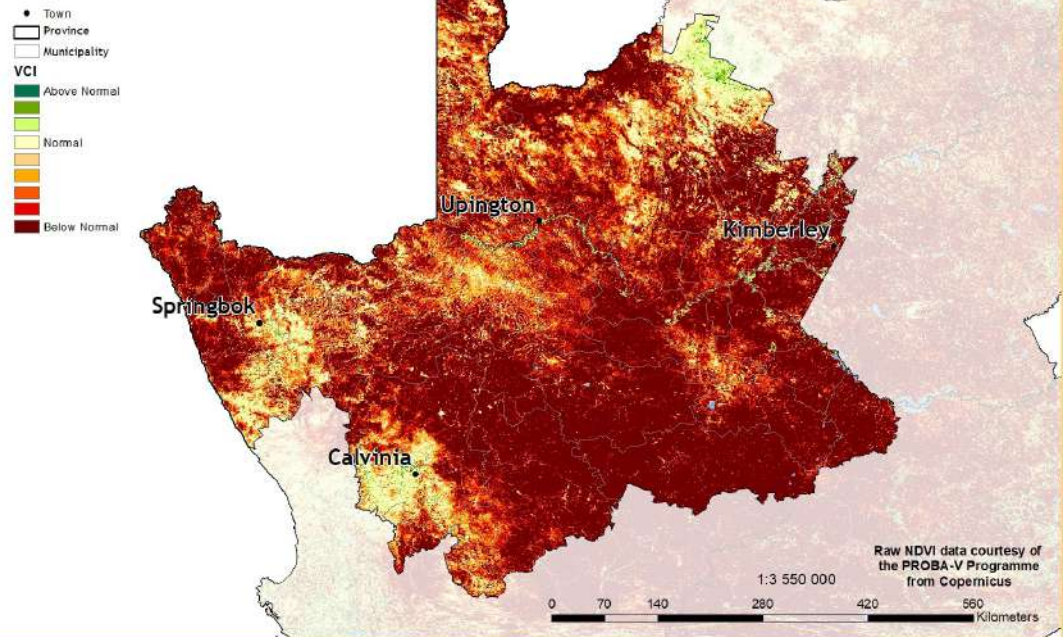 Town
Province
Municipality
VCI
Above Normal
Normal
Below Normal
Upington
Kimberley
Springbok
Calvinia
Raw NDVI data courtesy of
the PROBA-V Programme
from Copernicus
1:3 550 000
0 70 140 280 420 560
Kilometers